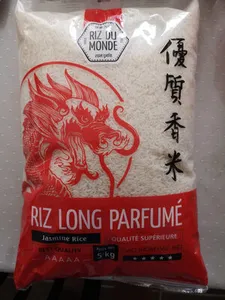 RIZ DU
MONDE
優質香米
RIZ LONG PARFUMÉ
Jasmine Rice
QUALITÉ SUPÉRIEURE
5kg